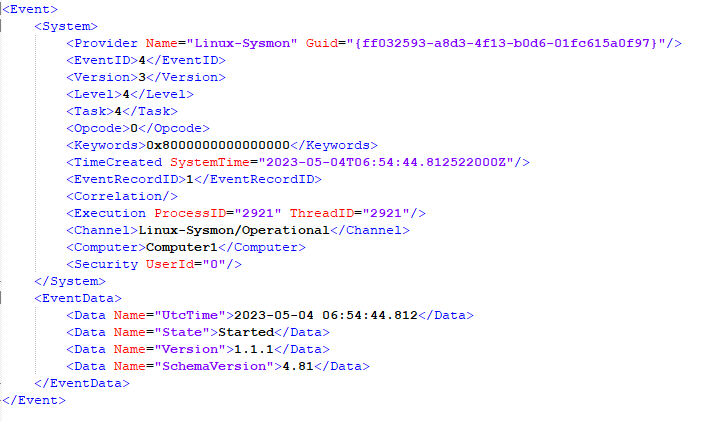 <Event>
<System>
<Provider Name="Linux-Sysmon" Guid="{ff032593-a8d3-4f13-b0d6-01fc615a0f97}"/>
<EventID>4</EventID>
<Version>3</Version>
<Level>4</Level>
<Task>4</Task>
<Opcode>0</Opcode>
<Keywords>0x8000000000000000</Keywords>
<TimeCreated SystemTime="2023-05-04T06:54:44.812522000Z"/>
<EventRecordID>1</EventRecordID>
<Correlation/>
<Execution ProcessID="2921" ThreadID="2921"/>
<Channel>Linux-Sysmon/Operational</Channel>
<Computer>Computer1</Computer>
<Security UserId="0"/>
</System>
<EventData>
<Data Name="UtcTime">2023-05-04 06:54:44.812</Data>
<Data Name="State">Started</Data>
<Data Name="Version">1.1.1</Data>
<Data Name="SchemaVersion">4.81</Data>
</EventData>
</Event>